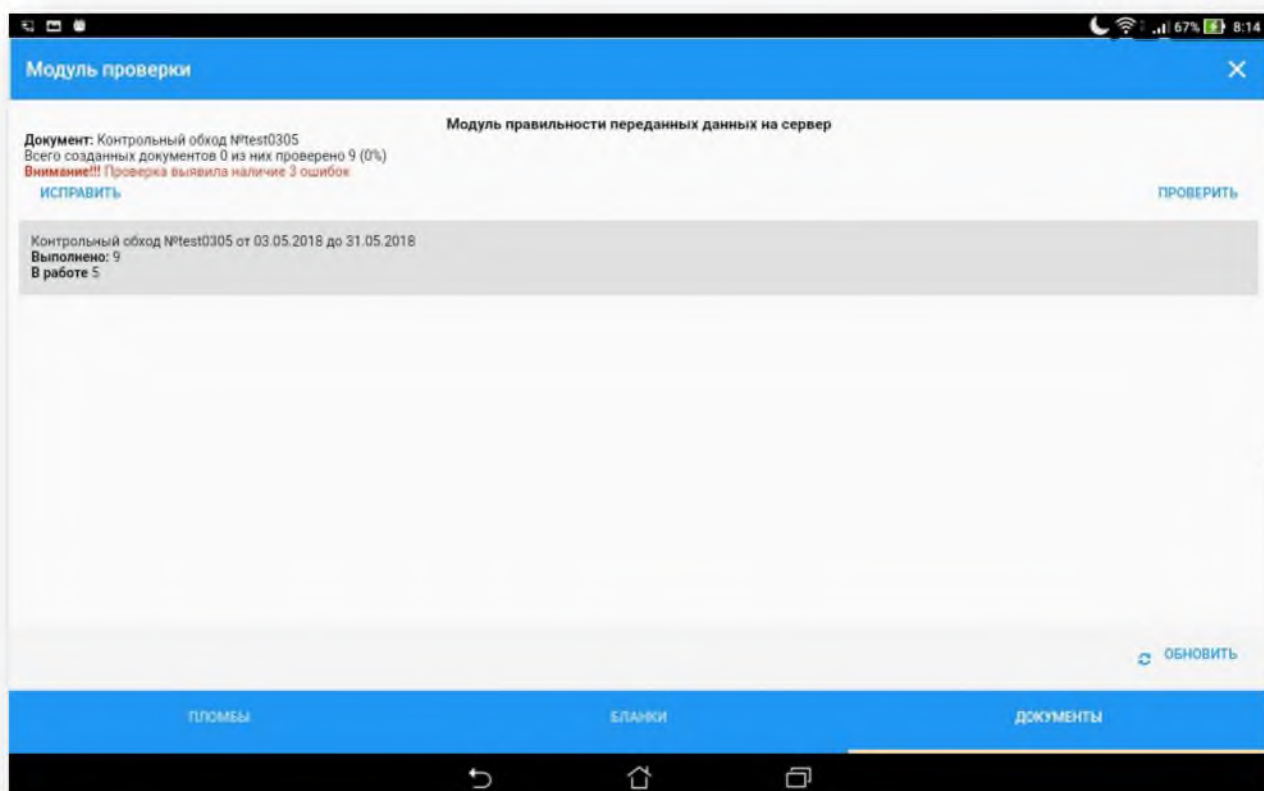 67% 8:14
Модуль проверки
Модуль правильности переданных данных на сервер
Документ: Контрольный обход №test0305
Всего созданных документов 0 из них проверено 9 (0%)
Внимание!!! Проверка выявила наличие 3 ошибок
ИСПРАВИТЬ ПРОВЕРИТЬ
Контрольный обход №test0305 от 03.05.2018 до 31.05.2018
Выполнено: 9
В работе 5
ОБНОВИТЬ
ПЛОМБЫ БЛАНКИ ДОКУМЕНТЫ